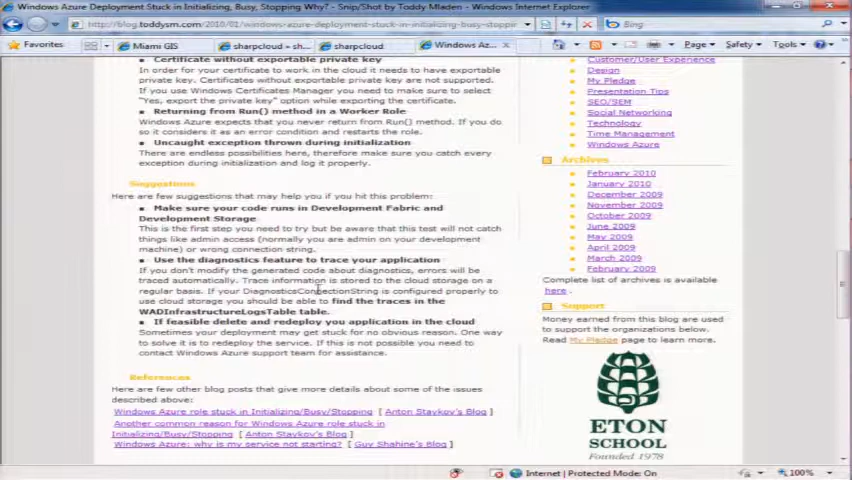 Windows Azure Deployment Stuck in Initializing, Busy, Stopping Why? - Snip/Shot by Toddy Mladen - Windows Internet Explorer
http://blog.toddysm.com/2010/01/windows-azure-deployment-stuck-in-initializing-busy-stoppin
Bing
Favorites
Miami GIS
sharpcloud « sh...
sharpcloud
Windows Az...
Page
Safety
Tools
Certificate without exportable private key
In order for your certificate to work in the cloud it needs to have exportable
private key. Certificates without exportable private key are not supported.
If you use Windows Certificates Manager you need to make sure to select
"Yes, export the private key" option while exporting the certificate.
Returning from Run() method in a Worker Role
Windows Azure expects that you never return from Run() method. If you do
so it considers it as an error condition and restarts the role.
Uncaught exception thrown during initialization
There are endless possibilities here, therefore make you catch every
exception during initialization and log it properly.
Suggestions
Here are few suggestions that may help you if you hit this problem:
Make sure your code runs in Development Fabric and
Development Storage
This is the first step you need to try but be aware that this test will not catch
things like admin access (normally you are admin on your development
machine) or wrong connection string.
Use the diagnostics feature to trace your application
If you don't modify the generated code about diagnostics, errors will be
traced automatically. Trace information is stored to the cloud storage on a
regular basis. If your DiagnosticsConnectionString is configured properly to
use cloud storage you should be able to find the traces in the
WADInfrastructureLogsTable table.
If feasible delete and redeploy you application in the cloud
Sometimes your deployment may get stuck for no obvious reason. One way
to solve it is to redeploy the service. If this is not possible you need to
contact Windows Azure support team for assistance.
References
Here are few other blog posts that give more details about some of the issues
described above:
Windows Azure role stuck in Initializing/Busy/Stopping [ Anton Staykov's Blog ]
Another common reason for Windows Azure role stuck in
Initializing/Busy/Stopping [ Anton Staykov's Blog ]
Windows Azure: why is my service not starting? [ Guy Shahine's Blog ]
Customer/User Experience
Design
My Pledge
Presentation Tips
SEO/SEM
Social Networking
Technology
Time Management
Windows Azure
Archives
February 2010
January 2010
December 2009
November 2009
October 2009
June 2009
May 2009
April 2009
March 2009
February 2009
Complete list of archives is available
here .
Support
Money earned from this blog are used
to support the organizations below.
Read My Pledge page to learn more.
ETON
SCHOOL
Founded 1978
Internet | Protected Mode: On
100%